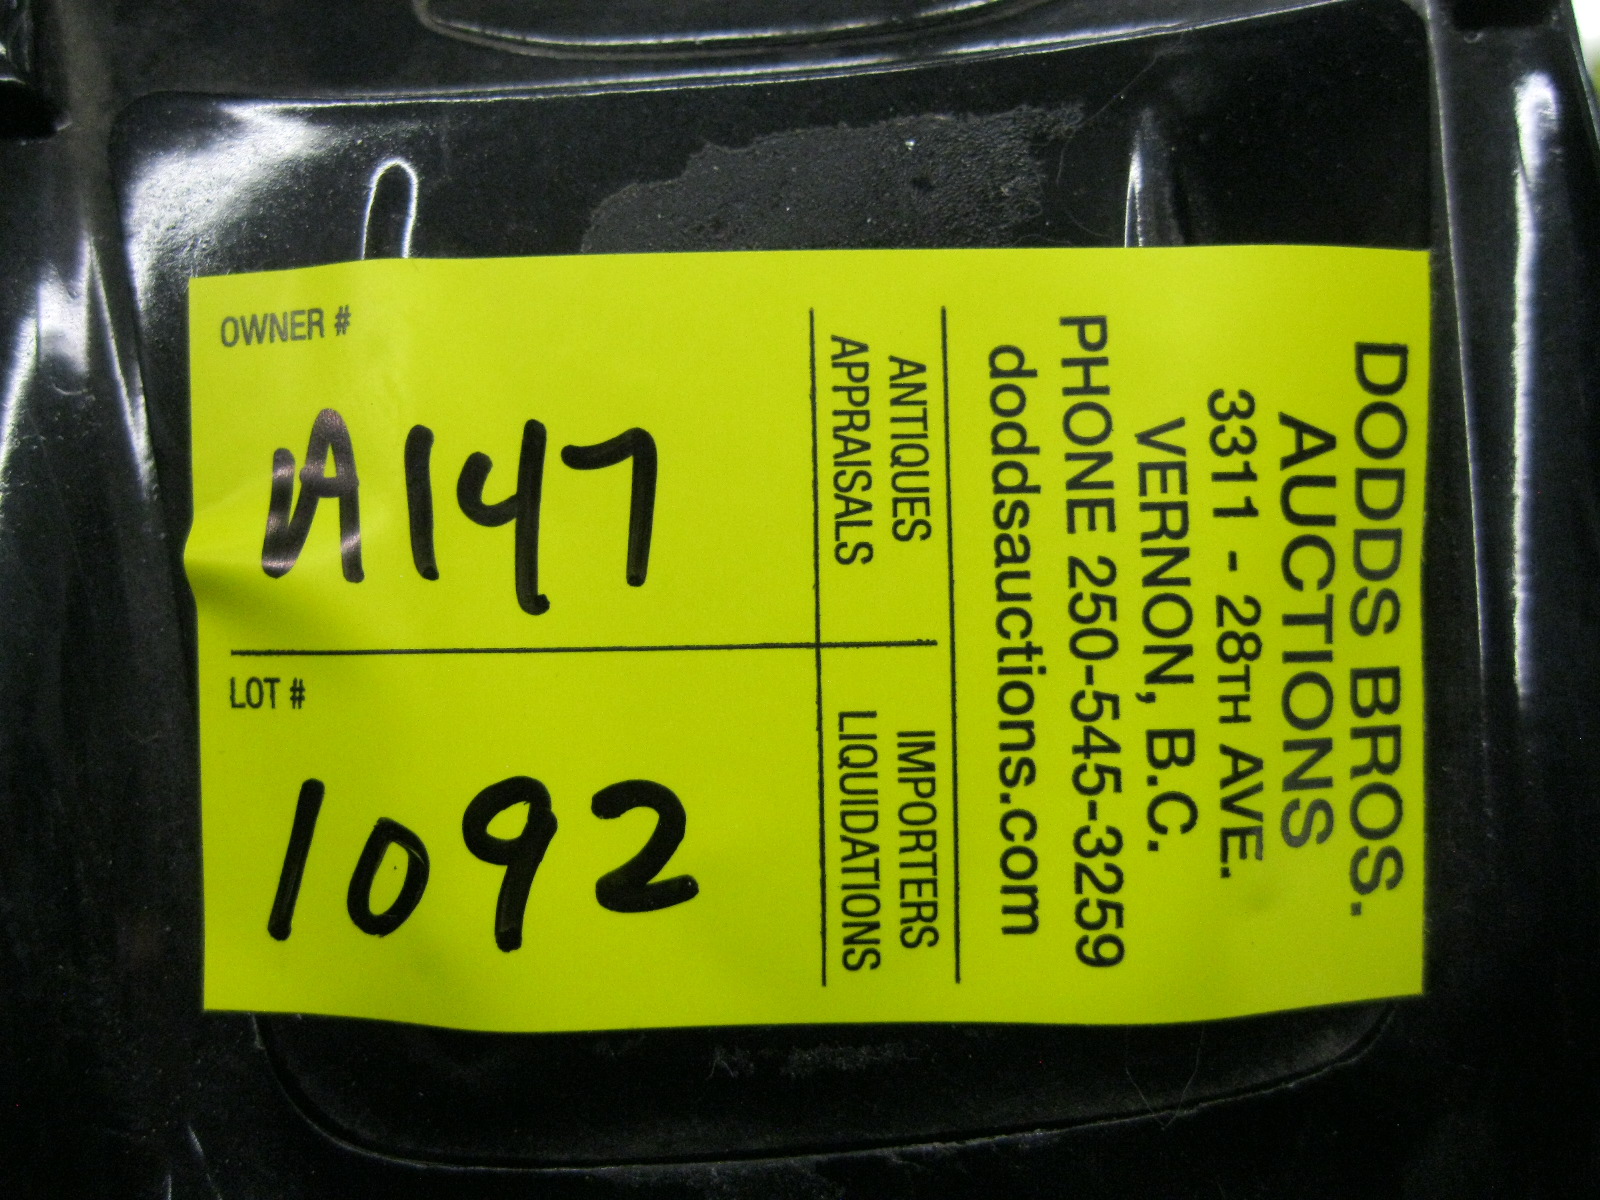 DODDS BROS.
AUCTIONS
3311 - 28TH AVE.
VERNON, B.C.
PHONE 250-545-3259
doddsauctions.com
ANTIQUES
APPRAISALS
IMPORTERS
LIQUIDATIONS
OWNER #
A147
LOT #
1092